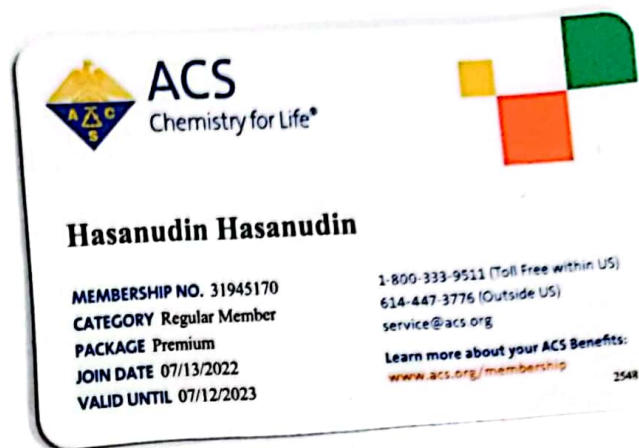 ACS
Chemistry for Life®
A C S
Hasanudin Hasanudin
MEMBERSHIP NO. 31945170
CATEGORY Regular Member
PACKAGE Premium
JOIN DATE 07/13/2022
VALID UNTIL 07/12/2023
1-800-333-9511 (Toll Free within US)
614-447-3776 (Outside US)
service@acs.org
Learn more about your ACS Benefits:
www.acs.org/membership
2548